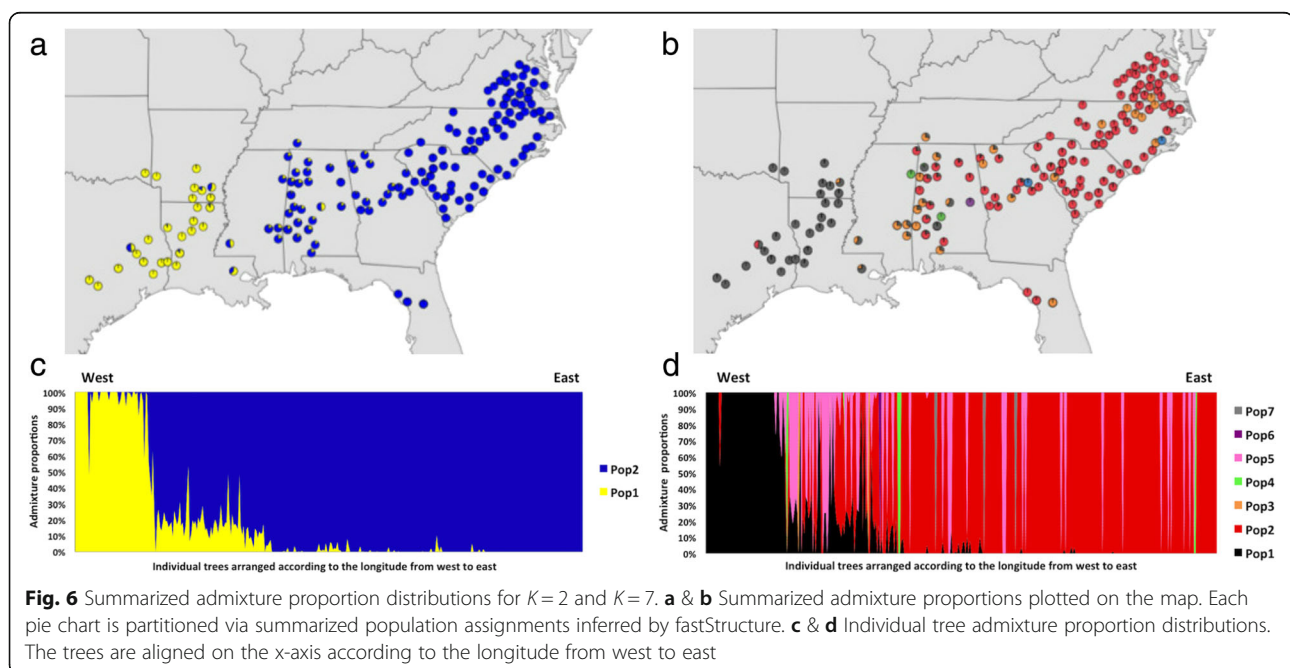 a
b
c
West
East
100%
90%
80%
70%
60%
50%
40%
30%
20%
10%
0%
Admixture proportions
Pop2
Pop1
Individual trees arranged according to the longitude from west to east
d
West
East
100%
90%
80%
70%
60%
50%
40%
30%
20%
10%
0%
Admixture proportions
Pop7
Pop6
Pop5
Pop4
Pop3
Pop2
Pop1
Individual trees arranged according to the longitude from west to east
Fig. 6 Summarized admixture proportion distributions for K = 2 and K = 7. a & b Summarized admixture proportions plotted on the map. Each
pie chart is partitioned via summarized population assignments inferred by fastStructure. c & d Individual tree admixture proportion distributions.
The trees are aligned on the x-axis according to the longitude from west to east